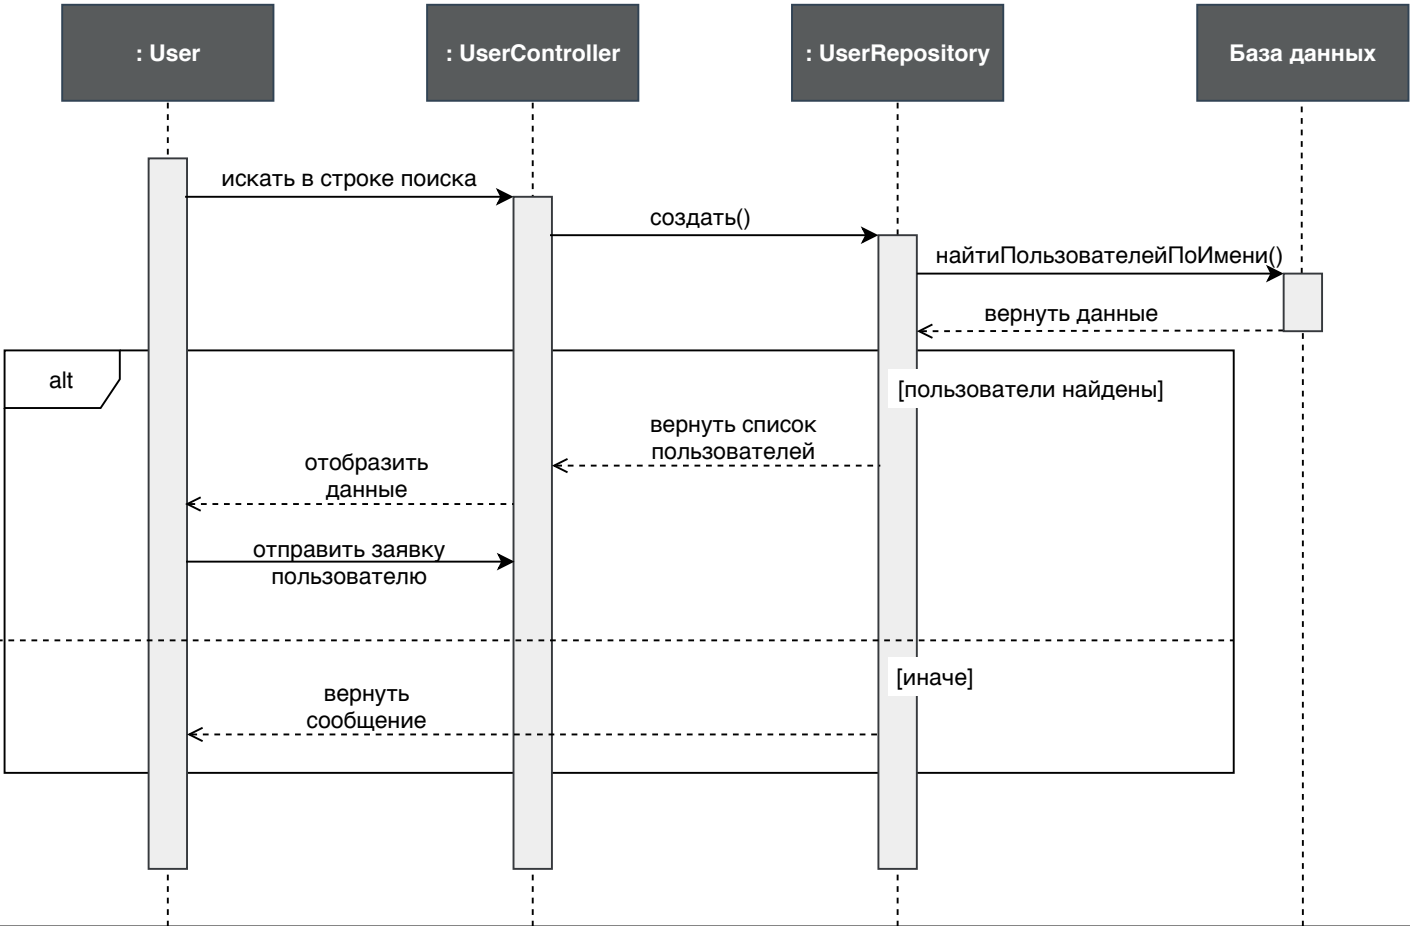 : User
: UserController
: UserRepository
База данных
искать в строке поиска
создать()
найтиПользователейПоИмени()
вернуть данные
alt
[пользователи найдены]
вернуть список
пользователей
отобразить
данные
отправить заявку
пользователю
[иначе]
вернуть
сообщение